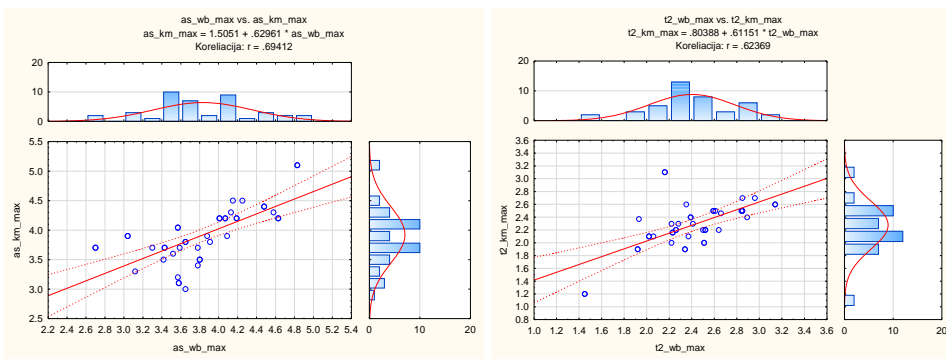 as_wb_max vs. as_km_max
as_km_max = 1.5051 + .62961 * as_wb_max
Koreliacija: r = .69412
20
10
0
5.5
5.0
4.5
4.0
3.5
3.0
2.5
as_km_max
2.2 2.4 2.6 2.8 3.0 3.2 3.4 3.6 3.8 4.0 4.2 4.4 4.6 4.8 5.0 5.2 5.4
0 10 20
as_wb_max
t2_wb_max vs. t2_km_max
t2_km_max = .80388 + .61151 * t2_wb_max
Koreliacija: r = .62369
20
10
0
3.6
3.4
3.2
3.0
2.8
2.6
2.4
2.2
2.0
1.8
1.6
1.4
1.2
1.0
0.8
t2_km_max
1.0 1.2 1.4 1.6 1.8 2.0 2.2 2.4 2.6 2.8 3.0 3.2 3.4 3.6
0 10 20
t2_wb_max